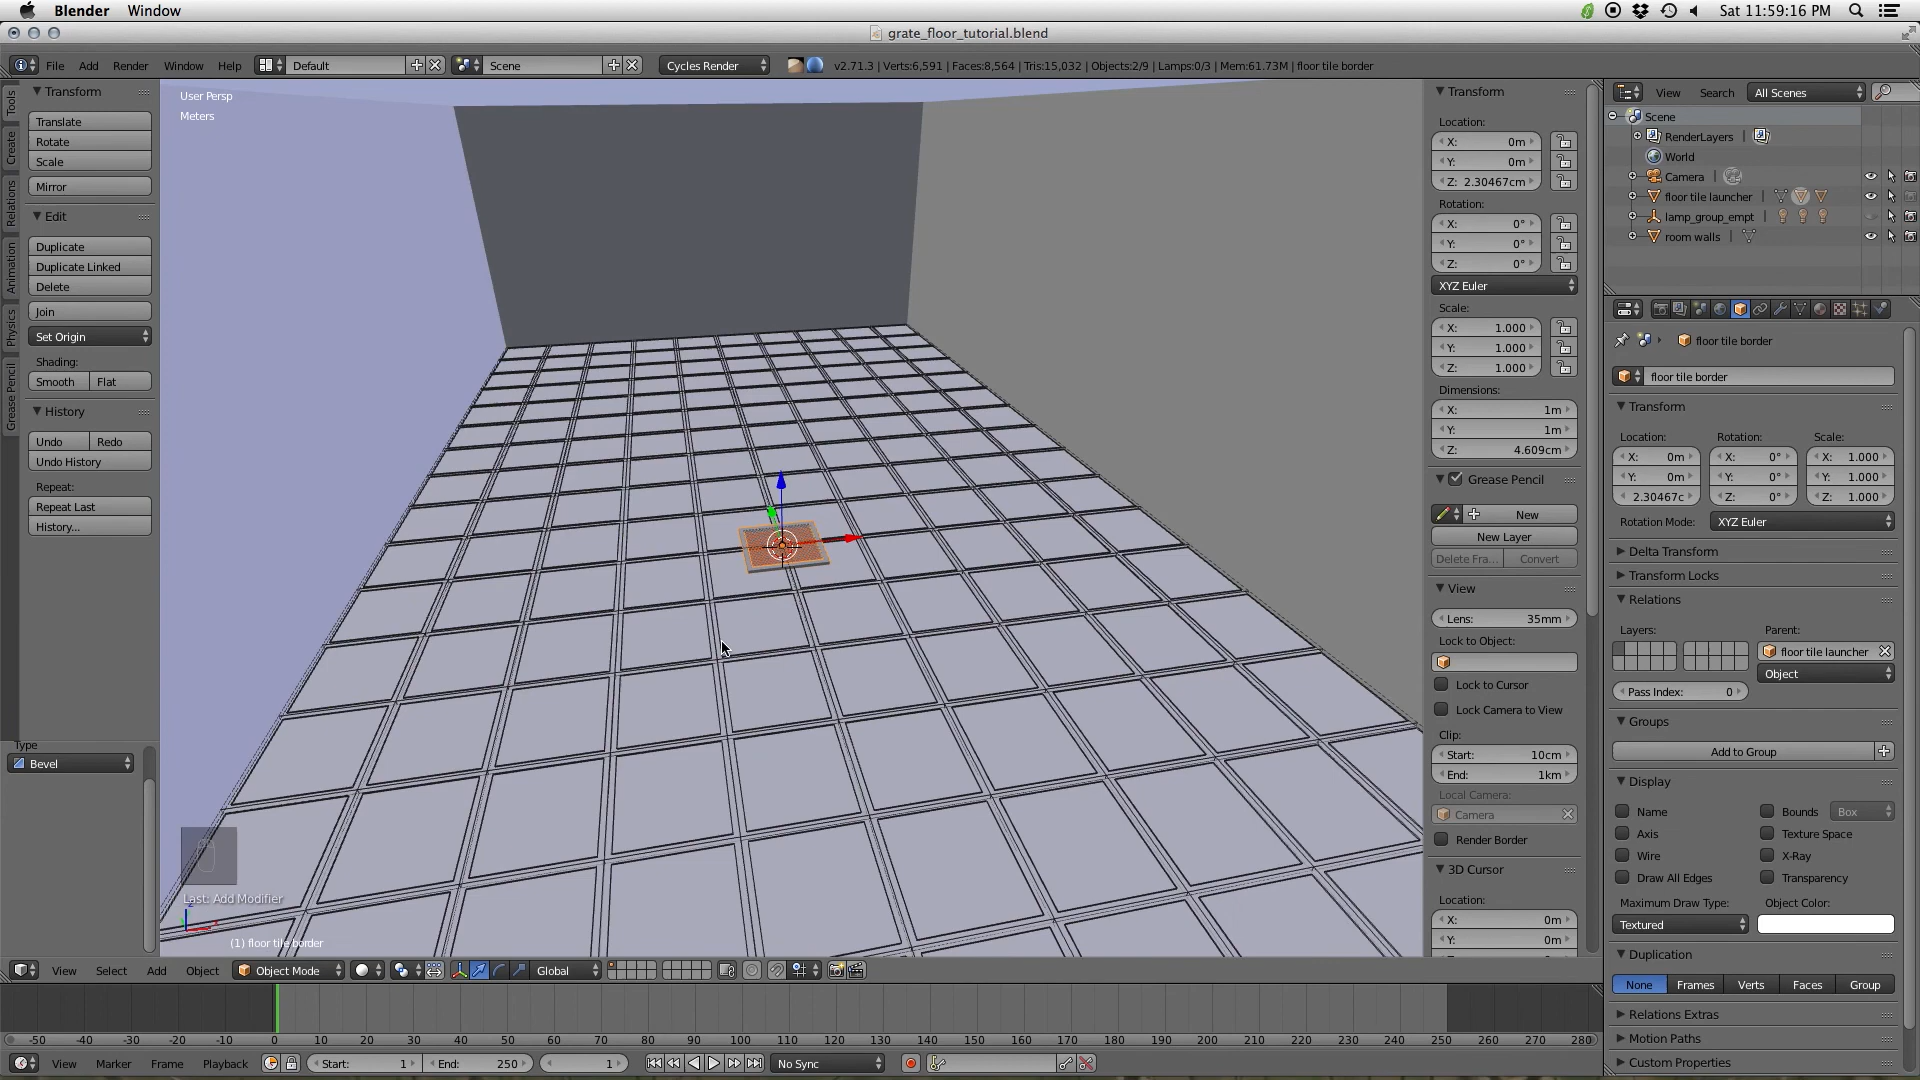 Blender Window Sat 11:59:16 PM
grate_floor_tutorial.blend
File Add Render Window Help Default Scene Cycles Render v2.71.3 | Verts:6,591 | Faces:8,564 | Tris:15,032 | Objects:2/9 | Lamps:0/3 | Mem:61.73M | floor tile border
Tools
Create
Relations
Animation
Physics
Grease Pencil
Transform
Translate
Rotate
Scale
Mirror
Edit
Duplicate
Duplicate Linked
Delete
Join
Set Origin
Shading:
Smooth Flat
History
Undo Redo
Undo History
Repeat:
Repeat Last
History...
Type
Bevel
User Persp
Meters
Last: Add Modifier
(1) floor tile border
Transform
Location:
X: 0m
Y: 0m
Z: 2.30467cm
Rotation:
X: 0°
Y: 0°
Z: 0°
XYZ Euler
Scale:
X: 1.000
Y: 1.000
Z: 1.000
Dimensions:
X: 1m
Y: 1m
Z: 4.609cm
Grease Pencil
New
New Layer
Delete Fra... Convert
View
Lens: 35mm
Lock to Object:
Lock to Cursor
Lock Camera to View
Clip:
Start: 10cm
End: 1km
Local Camera:
Camera
Render Border
3D Cursor
Location:
X: 0m
Y: 0m
View Search All Scenes
Scene
RenderLayers |
World
Camera |
floor tile launcher
lamp_group_empt
room walls |
floor tile border
floor tile border
Transform
Location: Rotation: Scale:
X: 0m X: 0° X: 1.000
Y: 0m Y: 0° Y: 1.000
2.30467c Z: 0° Z: 1.000
Rotation Mode: XYZ Euler
Delta Transform
Transform Locks
Relations
Layers: Parent:
floor tile launcher
Object
Pass Index: 0
Groups
Add to Group
Display
Name Bounds Box
Axis Texture Space
Wire X-Ray
Draw All Edges Transparency
Maximum Draw Type: Object Color:
Textured
Duplication
None Frames Verts Faces Group
Relations Extras
Motion Paths
Custom Properties
View Select Add Object Object Mode Global
-50 -40 -30 -20 -10 0 10 20 30 40 50 60 70 80 90 100 110 120 130 140 150 160 170 180 190 200 210 220 230 240 250 260 270 280
View Marker Frame Playback Start: 1 End: 250 1 No Sync